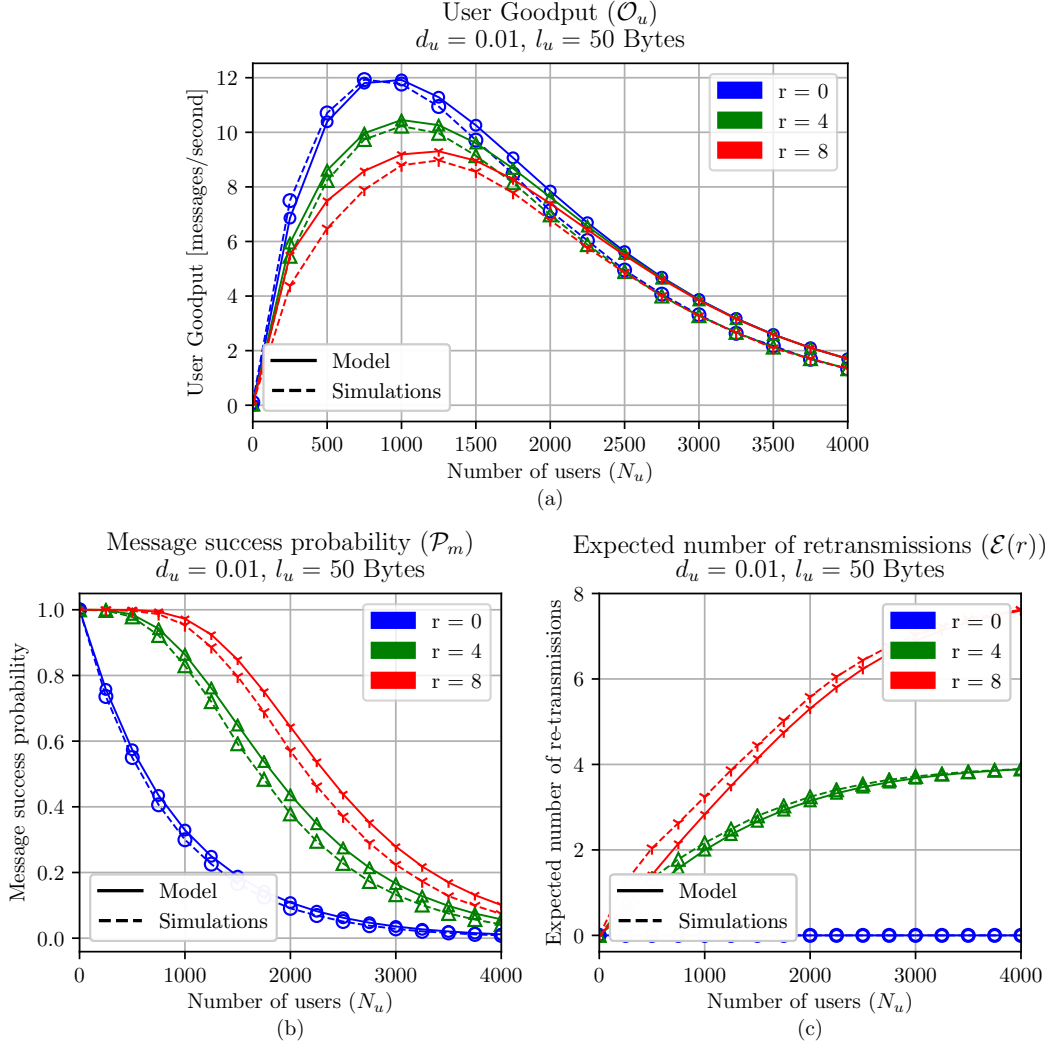 User Goodput (𝒪ᵤ)
dᵤ = 0.01, lᵤ = 50 Bytes
User Goodput [messages/second]
12
10
8
6
4
2
0
r = 0
r = 4
r = 8
Model
Simulations
0 500 1000 1500 2000 2500 3000 3500 4000
Number of users (Nᵤ)
(a)
Message success probability (𝒫ₘ)
dᵤ = 0.01, lᵤ = 50 Bytes
Message success probability
1.0
0.8
0.6
0.4
0.2
0.0
r = 0
r = 4
r = 8
Model
Simulations
0 1000 2000 3000 4000
Number of users (Nᵤ)
(b)
Expected number of retransmissions (ℰ(r))
dᵤ = 0.01, lᵤ = 50 Bytes
Expected number of re-transmissions
8
6
4
2
0
r = 0
r = 4
r = 8
Model
Simulations
0 1000 2000 3000 4000
Number of users (Nᵤ)
(c)